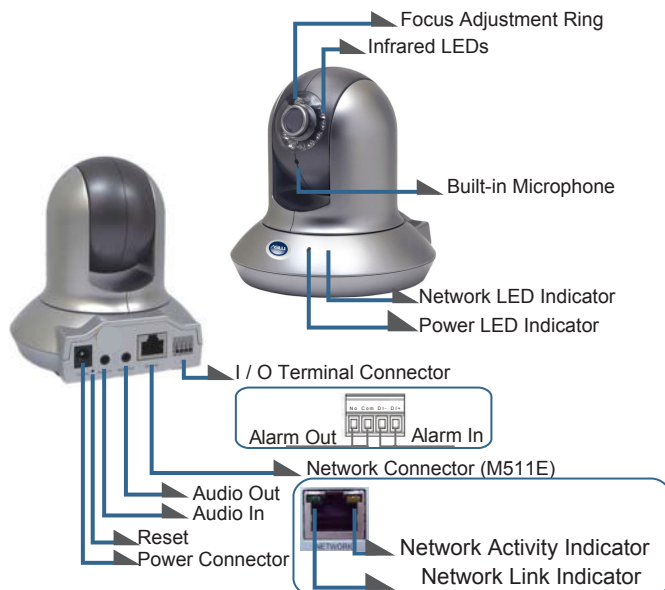 Focus Adjustment Ring
Infrared LEDs
Built-in Microphone
Network LED Indicator
Power LED Indicator
I / O Terminal Connector
No Com DI- DI+
Alarm Out
Alarm In
Network Connector (M511E)
Audio Out
Audio In
Reset
Power Connector
NETWORK
Network Activity Indicator
Network Link Indicator